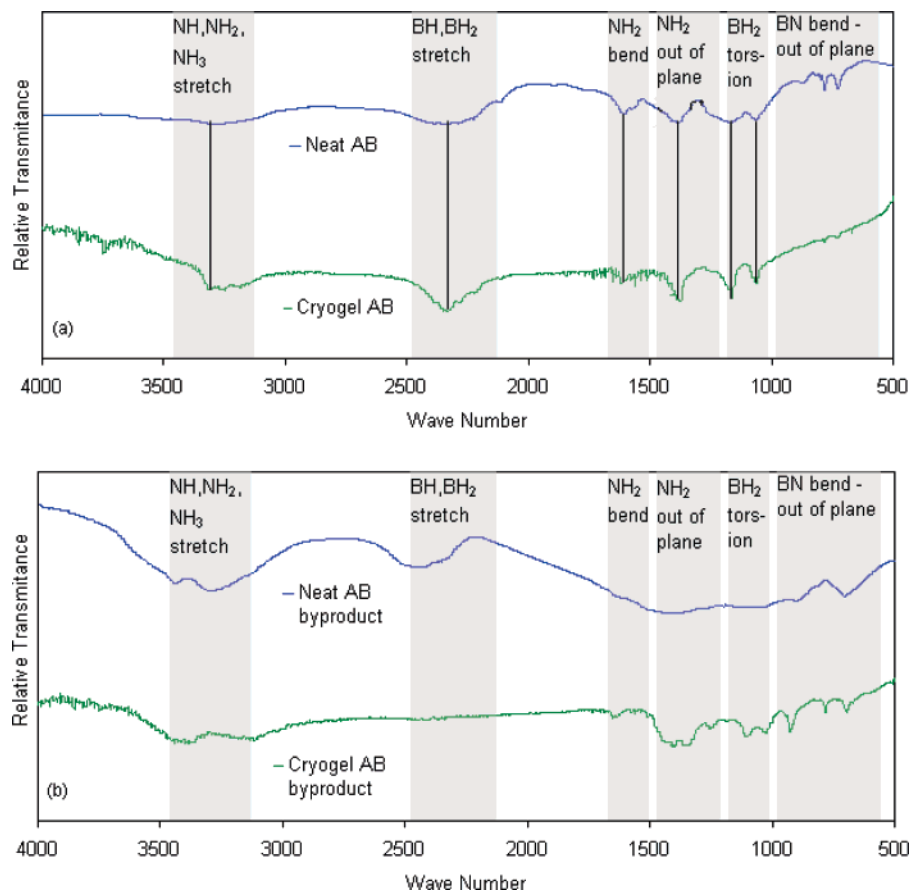 NH,NH2,
NH3
stretch
BH,BH2
stretch
NH2
bend
NH2
out of
plane
BH2
tors-
ion
BN bend -
out of plane
Relative Transmitance
Neat AB
Cryogel AB
(a)
4000 3500 3000 2500 2000 1500 1000 500
Wave Number
NH,NH2,
NH3
stretch
BH,BH2
stretch
NH2
bend
NH2
out of
plane
BH2
tors-
ion
BN bend -
out of plane
Relative Transmitance
Neat AB
byproduct
Cryogel AB
byproduct
(b)
4000 3500 3000 2500 2000 1500 1000 500
Wave Number